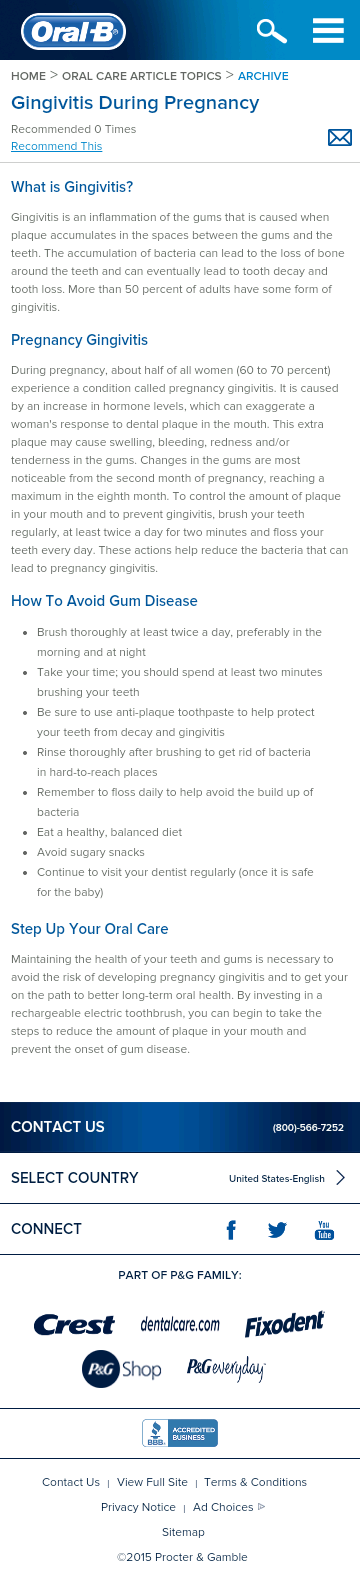 Oral-B
HOME > ORAL CARE ARTICLE TOPICS > ARCHIVE
Gingivitis During Pregnancy
Recommended 0 Times
Recommend This
What is Gingivitis?
Gingivitis is an inflammation of the gums that is caused when
plaque accumulates in the spaces between the gums and the
teeth. The accumulation of bacteria can lead to the loss of bone
around the teeth and can eventually lead to tooth decay and
tooth loss. More than 50 percent of adults have some form of
gingivitis.
Pregnancy Gingivitis
During pregnancy, about half of all women (60 to 70 percent)
experience a condition called pregnancy gingivitis. It is caused
by an increase in hormone levels, which can exaggerate a
woman's response to dental plaque in the mouth. This extra
plaque may cause swelling, bleeding, redness and/or
tenderness in the gums. Changes in the gums are most
noticeable from the second month of pregnancy, reaching a
maximum in the eighth month. To control the amount of plaque
in your mouth and to prevent gingivitis, brush your teeth
regularly, at least twice a day for two minutes and floss your
teeth every day. These actions help reduce the bacteria that can
lead to pregnancy gingivitis.
How To Avoid Gum Disease
• Brush thoroughly at least twice a day, preferably in the
morning and at night
• Take your time; you should spend at least two minutes
brushing your teeth
• Be sure to use anti-plaque toothpaste to help protect
your teeth from decay and gingivitis
• Rinse thoroughly after brushing to get rid of bacteria
in hard-to-reach places
• Remember to floss daily to help avoid the build up of
bacteria
• Eat a healthy, balanced diet
• Avoid sugary snacks
• Continue to visit your dentist regularly (once it is safe
for the baby)
Step Up Your Oral Care
Maintaining the health of your teeth and gums is necessary to
avoid the risk of developing pregnancy gingivitis and to get your
on the path to better long-term oral health. By investing in a
rechargeable electric toothbrush, you can begin to take the
steps to reduce the amount of plaque in your mouth and
prevent the onset of gum disease.
CONTACT US (800)-566-7252
SELECT COUNTRY United States-English
CONNECT You Tube
PART OF P&G FAMILY:
Crest dentalcare.com Fixodent
P&G Shop P&G everyday
BBB ACCREDITED BUSINESS
Contact Us | View Full Site | Terms & Conditions
Privacy Notice | Ad Choices
Sitemap
©2015 Procter & Gamble